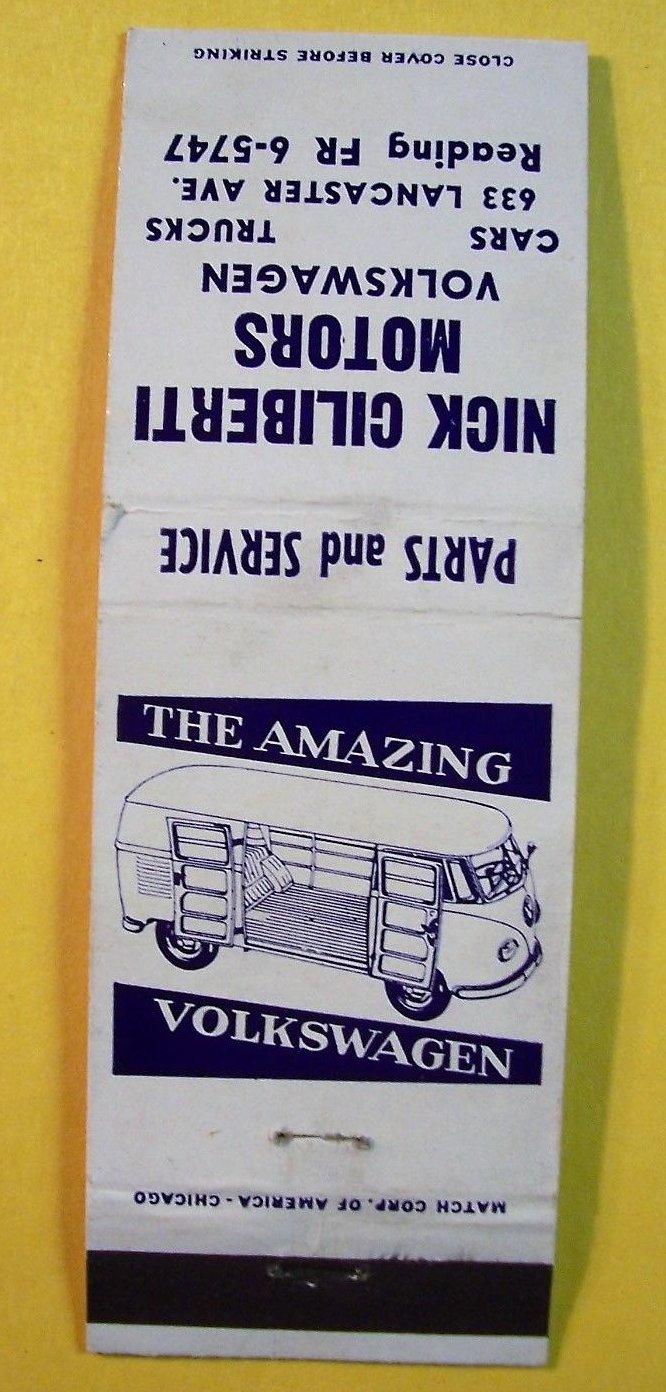 CLOSE COVER BEFORE STRIKING
Reading FR 6-5747
633 LANCASTER AVE.
CARS TRUCKS
VOLKSWAGEN
MOTORS
NICK CILIBERTI
PARTS and SERVICE
THE AMAZING
VOLKSWAGEN
MATCH CORP. OF AMERICA - CHICAGO